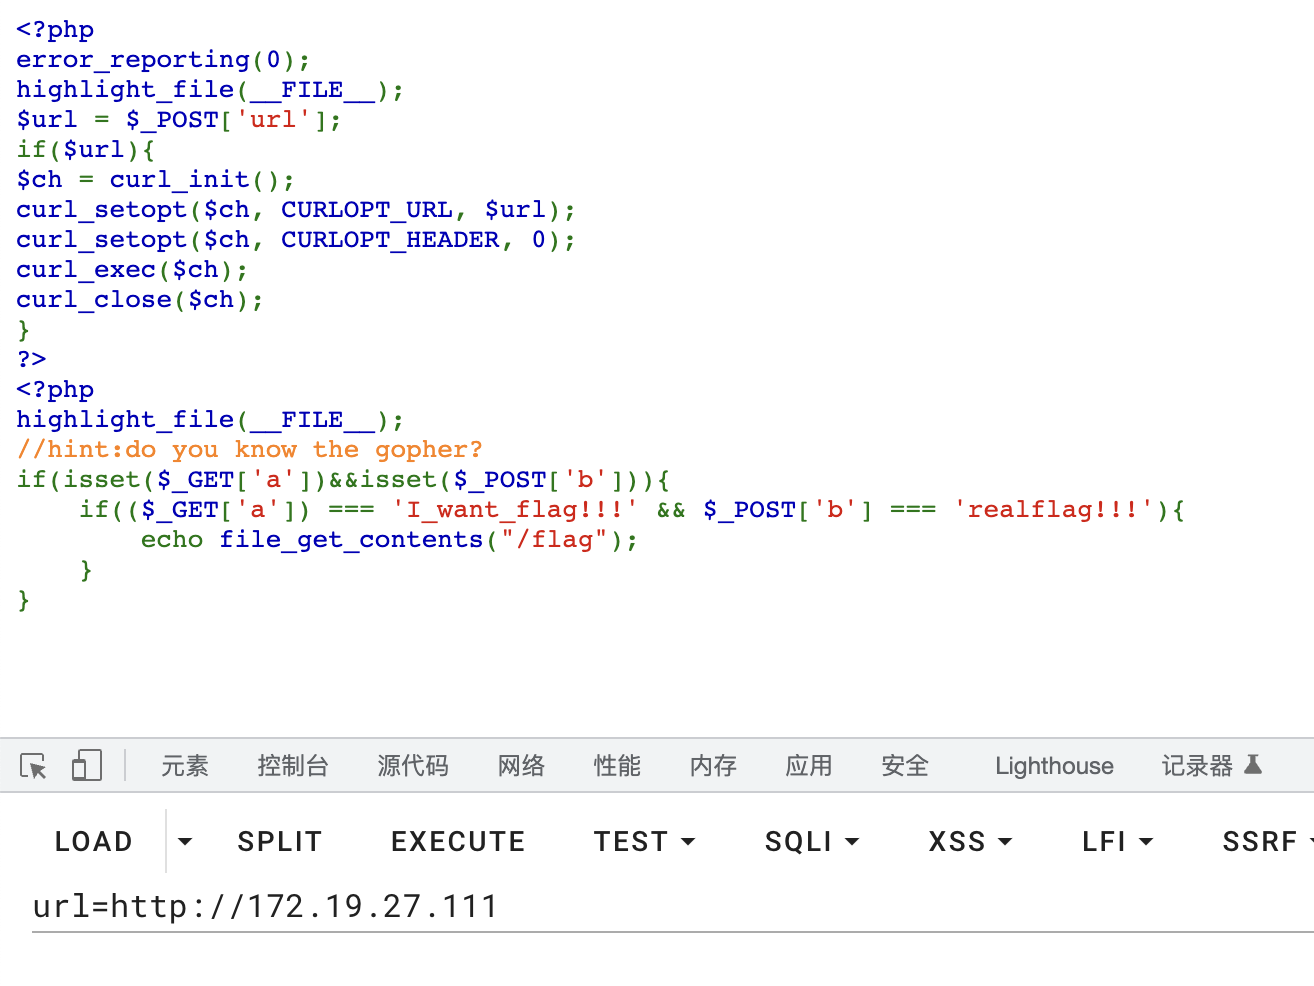 <?php
error_reporting(0);
highlight_file(__FILE__);
$url = $_POST['url'];
if($url){
$ch = curl_init();
curl_setopt($ch, CURLOPT_URL, $url);
curl_setopt($ch, CURLOPT_HEADER, 0);
curl_exec($ch);
curl_close($ch);
}
?>
<?php
highlight_file(__FILE__);
//hint:do you know the gopher?
if(isset($_GET['a'])&&isset($_POST['b'])){
    if(($_GET['a']) === 'I_want_flag!!!' && $_POST['b'] === 'realflag!!!'){
        echo file_get_contents("/flag");
    }
}
元素 控制台 源代码 网络 性能 内存 应用 安全 Lighthouse 记录器
LOAD SPLIT EXECUTE TEST SQLI XSS LFI SSRF
url=http://172.19.27.111